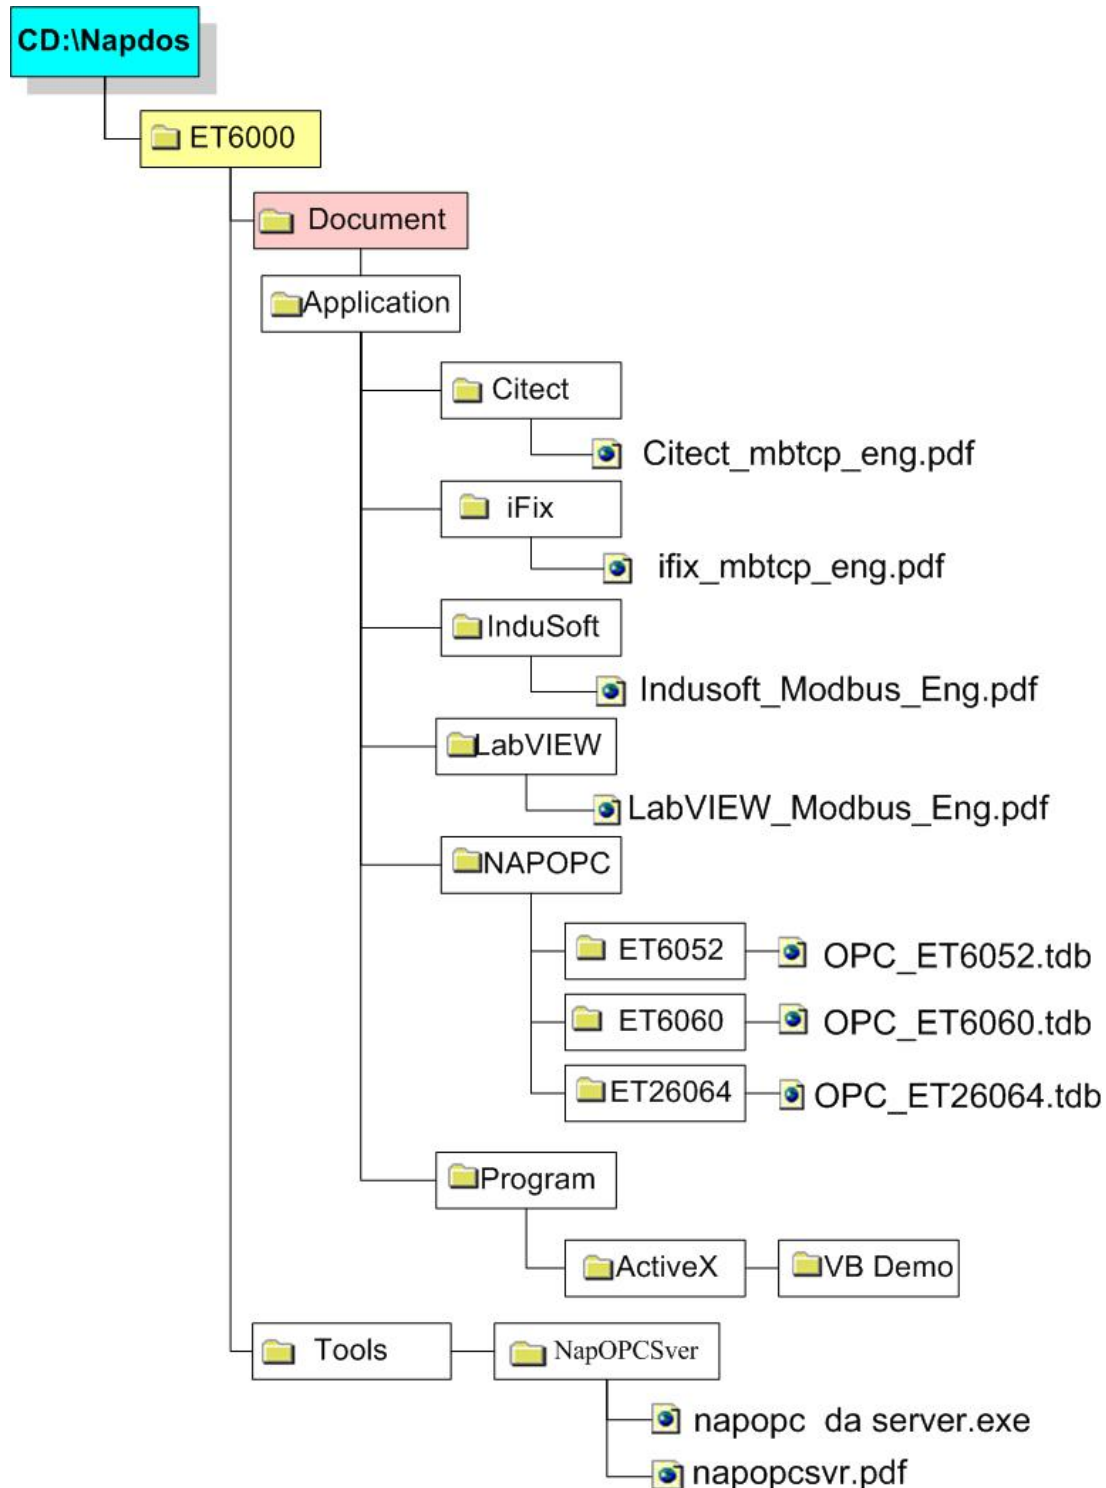 CD:\Napdos
ET6000
Document
Application
Citect
Citect_mbtcp_eng.pdf
iFix
ifix_mbtcp_eng.pdf
InduSoft
Indusoft_Modbus_Eng.pdf
LabVIEW
LabVIEW_Modbus_Eng.pdf
NAPOPC
ET6052
OPC_ET6052.tdb
ET6060
OPC_ET6060.tdb
ET26064
OPC_ET26064.tdb
Program
ActiveX
VB Demo
Tools
NapOPCSver
napopc da server.exe
napopcsvr.pdf